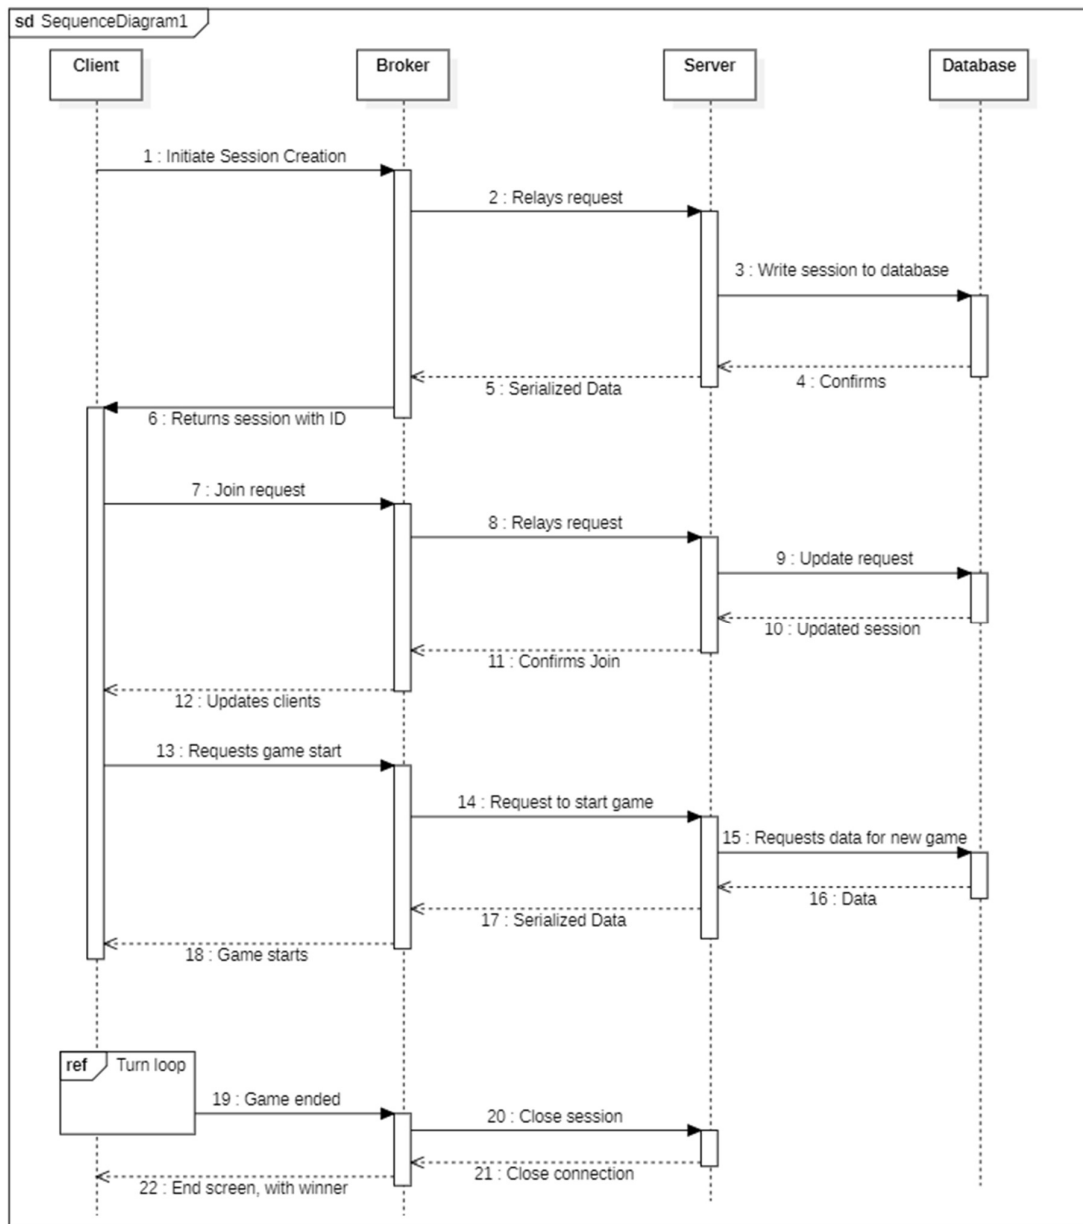 sd SequenceDiagram1
Client
Broker
Server
Database
1 : Initiate Session Creation
2 : Relays request
3 : Write session to database
4 : Confirms
5 : Serialized Data
6 : Returns session with ID
7 : Join request
8 : Relays request
9 : Update request
10 : Updated session
11 : Confirms Join
12 : Updates clients
13 : Requests game start
14 : Request to start game
15 : Requests data for new game
16 : Data
17 : Serialized Data
18 : Game starts
ref Turn loop
19 : Game ended
20 : Close session
21 : Close connection
22 : End screen, with winner